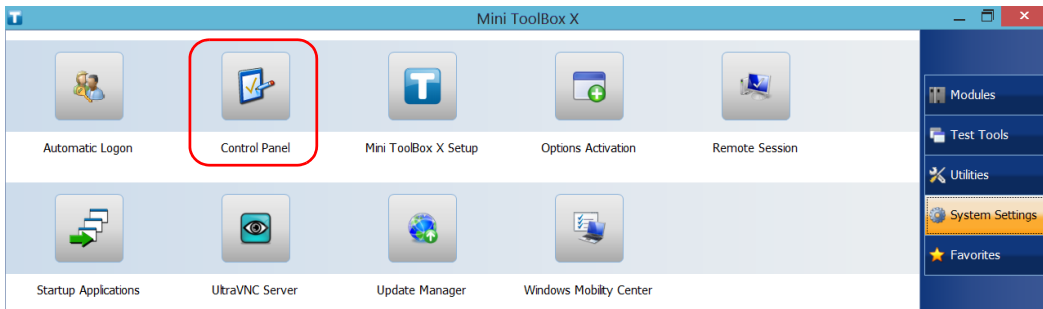 Mini ToolBox X
Automatic Logon
Control Panel
Mini ToolBox X Setup
Options Activation
Remote Session
Startup Applications
UltraVNC Server
Update Manager
Windows Mobility Center
Modules
Test Tools
Utilities
System Settings
Favorites